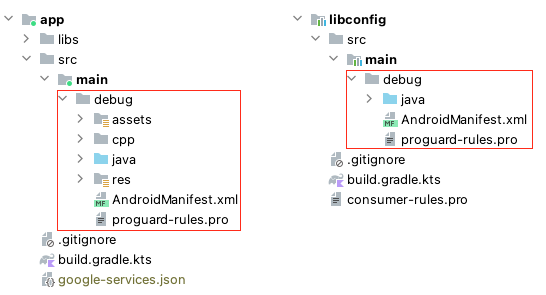 app
libs
src
main
debug
assets
cpp
java
res
MF AndroidManifest.xml
proguard-rules.pro
.gitignore
build.gradle.kts
google-services.json
libconfig
src
main
debug
java
MF AndroidManifest.xml
proguard-rules.pro
.gitignore
build.gradle.kts
consumer-rules.pro